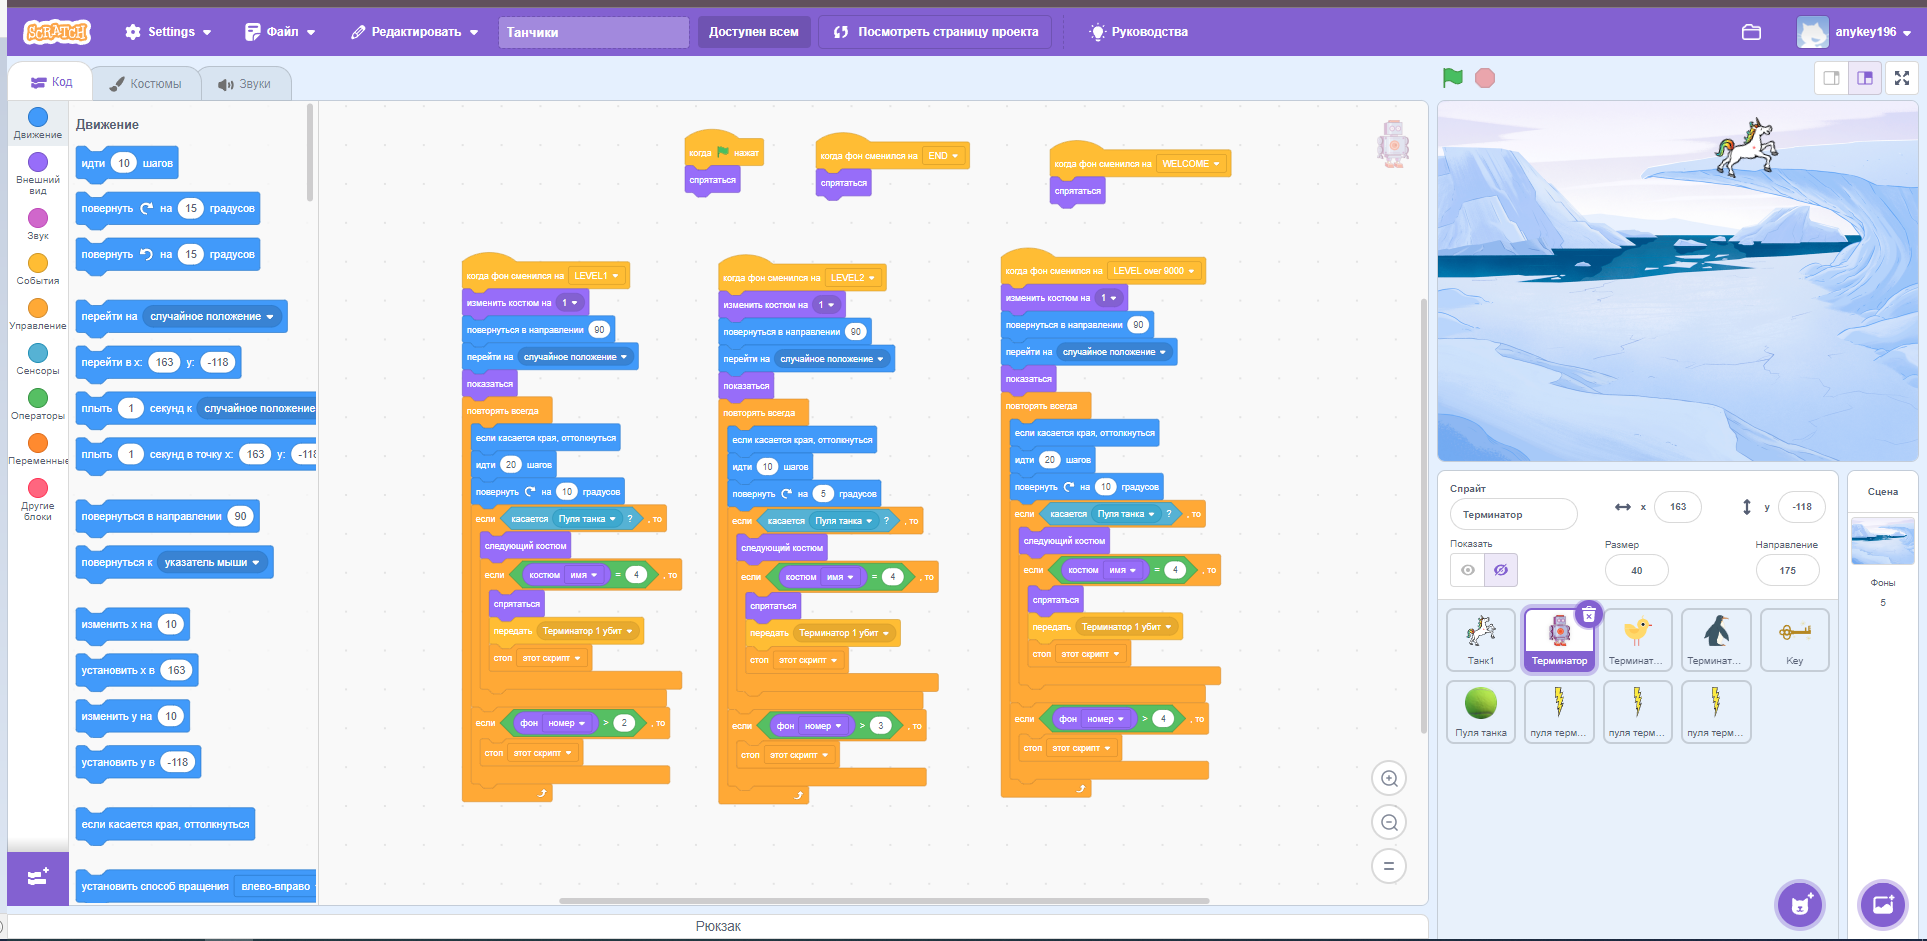 SCRATCH
Settings
Файл
Редактировать
Танчики
Доступен всем
Посмотреть страницу проекта
Руководства
anykey196
Код
Костюмы
Звуки
Движение
Внешний вид
Звук
События
Управление
Сенсоры
Операторы
Переменные
Другие блоки
Движение
идти 10 шагов
повернуть на 15 градусов
повернуть на 15 градусов
перейти на случайное положение
перейти в x: 163 y: -118
плыть 1 секунд к случайное положение
плыть 1 секунд в точку x: 163 y: -118
повернуться в направлении 90
повернуться к указатель мыши
изменить x на 10
установить x в 163
изменить y на 10
установить y в -118
если касается края, оттолкнуться
установить способ вращения влево-вправо
когда нажат
спрятаться
когда фон сменился на END
спрятаться
когда фон сменился на WELCOME
спрятаться
когда фон сменился на LEVEL1
изменить костюм на 1
повернуться в направлении 90
перейти на случайное положение
показаться
повторять всегда
если касается края, оттолкнуться
идти 20 шагов
повернуть на 10 градусов
если касается Пуля танка ? , то
следующий костюм
если костюм имя = 4 , то
спрятаться
передать Терминатор 1 убит
стоп этот скрипт
если фон номер > 2 , то
стоп этот скрипт
когда фон сменился на LEVEL2
изменить костюм на 1
повернуться в направлении 90
перейти на случайное положение
показаться
повторять всегда
если касается края, оттолкнуться
идти 10 шагов
повернуть на 5 градусов
если касается Пуля танка ? , то
следующий костюм
если костюм имя = 4 , то
спрятаться
передать Терминатор 1 убит
стоп этот скрипт
если фон номер > 3 , то
стоп этот скрипт
когда фон сменился на LEVEL over 9000
изменить костюм на 1
повернуться в направлении 90
перейти на случайное положение
показаться
повторять всегда
если касается края, оттолкнуться
идти 20 шагов
повернуть на 10 градусов
если касается Пуля танка ? , то
следующий костюм
если костюм имя = 4 , то
спрятаться
передать Терминатор 1 убит
стоп этот скрипт
если фон номер > 4 , то
стоп этот скрипт
Рюкзак
Спрайт
Терминатор
x 163
y -118
Показать
Размер
40
Направление
175
Танк1
Терминатор
Терминат...
Терминат...
Key
Пуля танка
пуля терм...
пуля терм...
пуля терм...
Сцена
Фоны
5